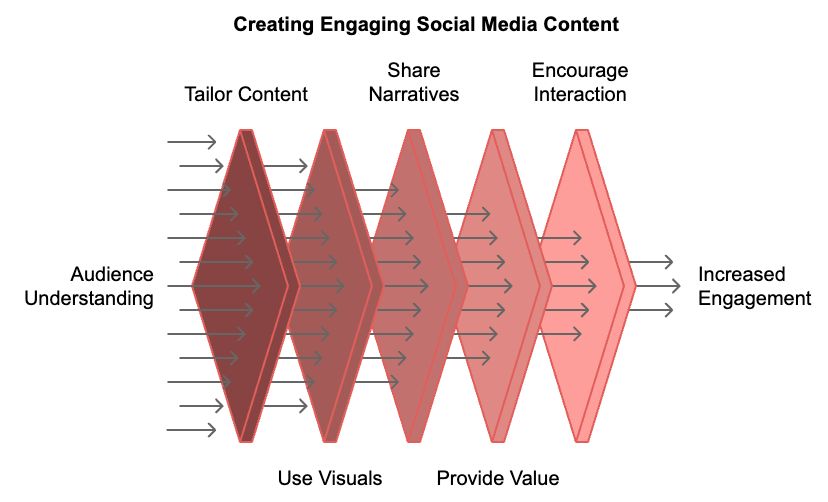 Creating Engaging Social Media Content
Tailor Content
Share
Narratives
Encourage
Interaction
Audience
Understanding
Increased
Engagement
Use Visuals
Provide Value